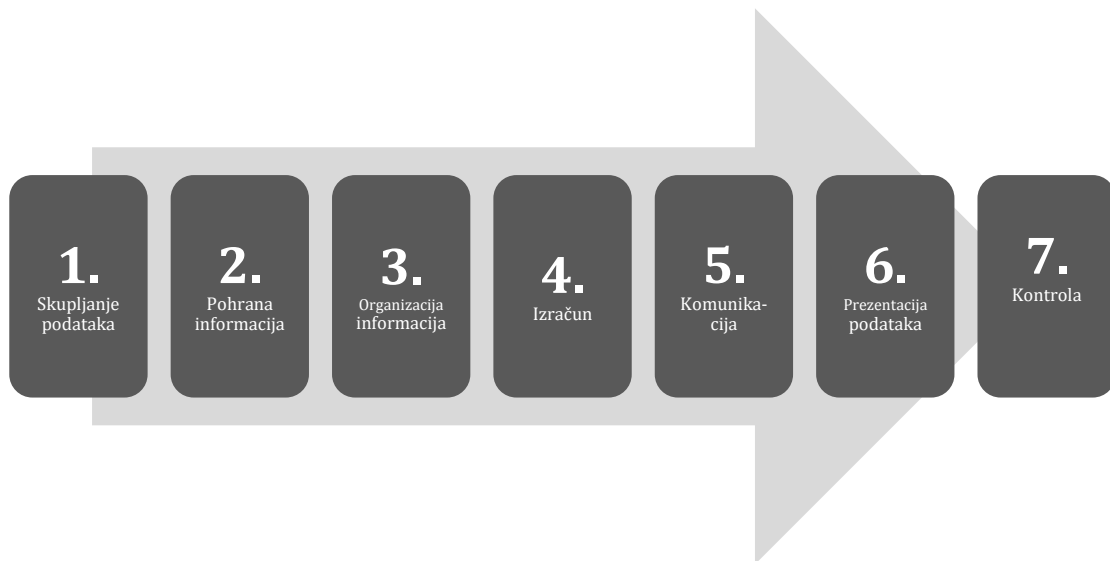 1.
Skupljanje
podataka
2.
Pohrana
informacija
3.
Organizacija
informacija
4.
Izračun
5.
Komunika-
cija
6.
Prezentacija
podataka
7.
Kontrola